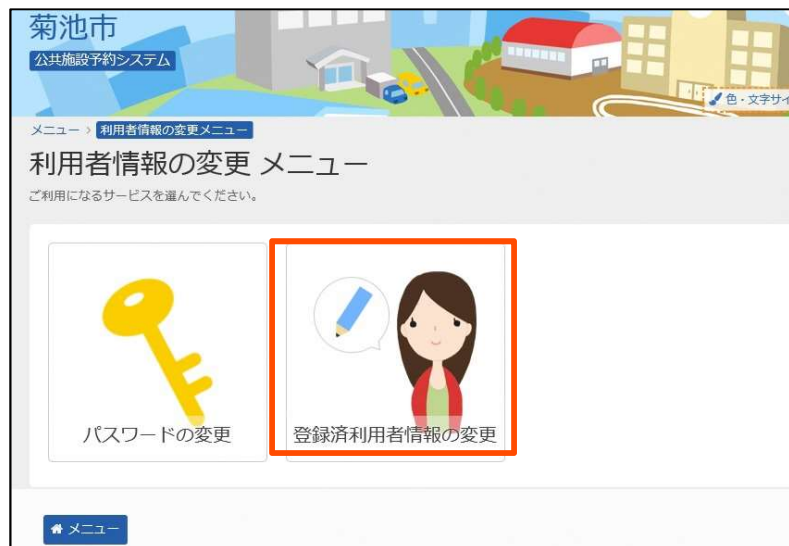 菊池市
公共施設予約システム
色・文字サイ
メニュー › 利用者情報の変更メニュー
利用者情報の変更 メニュー
ご利用になるサービスを選んでください。
パスワードの変更
登録済利用者情報の変更
メニュー